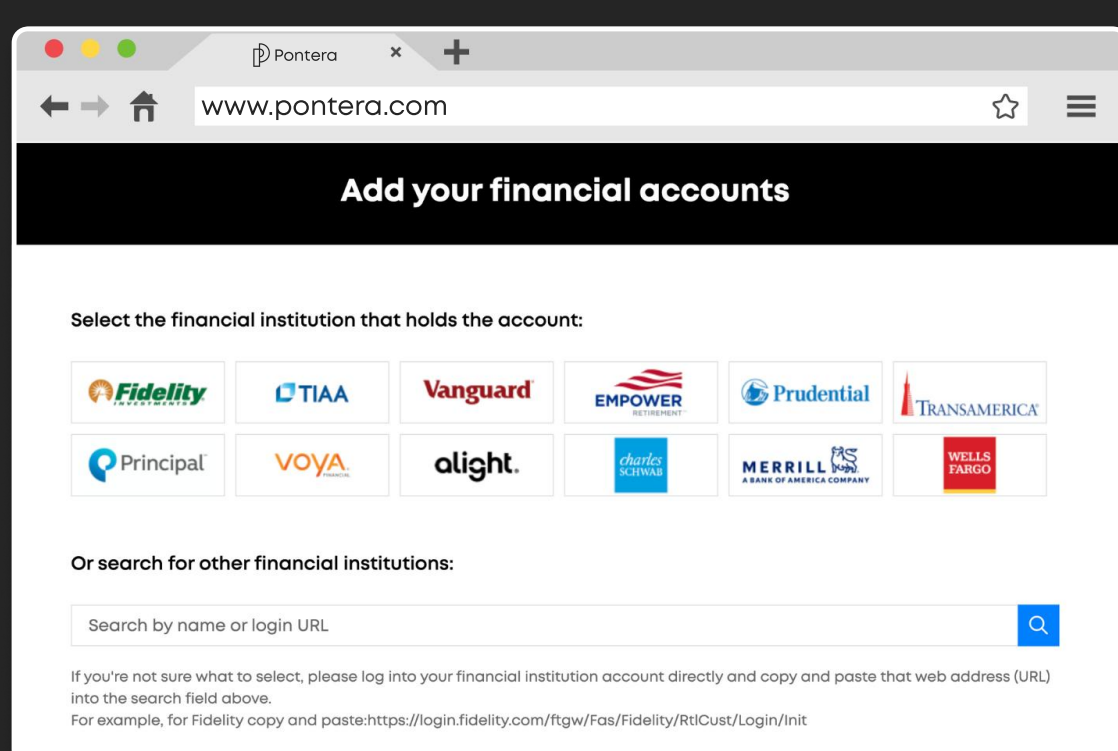 Pontera
www.pontera.com
Add your financial accounts
Select the financial institution that holds the account:
Fidelity INVESTMENTS
TIAA
Vanguard
EMPOWER RETIREMENT
Prudential
TRANSAMERICA
Principal
VOYA FINANCIAL
alight.
charles SCHWAB
MERRILL A BANK OF AMERICA COMPANY
WELLS FARGO
Or search for other financial institutions:
Search by name or login URL
If you're not sure what to select, please log into your financial institution account directly and copy and paste that web address (URL)
into the search field above.
For example, for Fidelity copy and paste:https://login.fidelity.com/ftgw/Fas/Fidelity/RtlCust/Login/Init